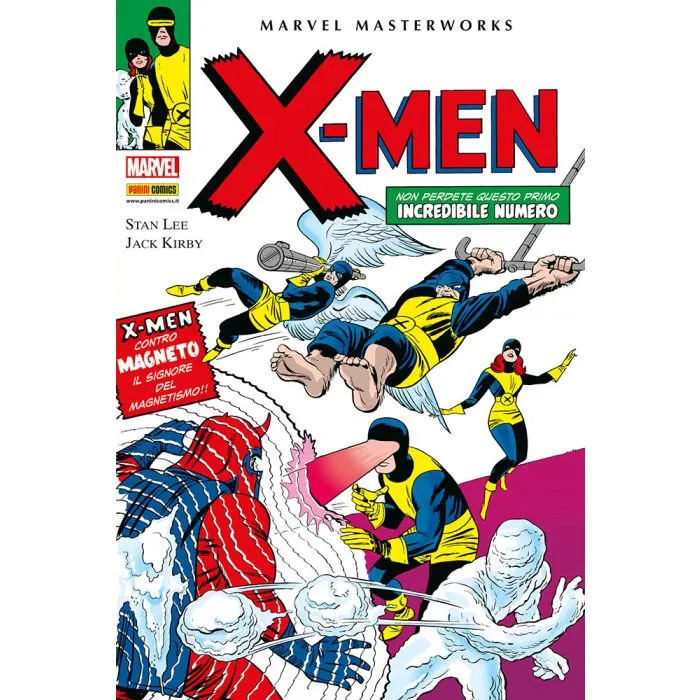 MARVEL MASTERWORKS
X-MEN
MARVEL
PANINI COMICS
www.paninicomics.it
NON PERDETE QUESTO PRIMO
INCREDIBILE NUMERO
STAN LEE
JACK KIRBY
X-MEN
CONTRO
MAGNETO
IL SIGNORE
DEL
MAGNETISMO!!